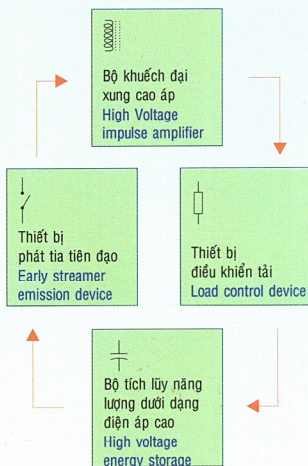 Bộ khuếch đại
xung cao áp
High Voltage
impulse amplifier
Thiết bị
phát tia tiên đạo
Early streamer
emission device
Thiết bị
điều khiển tải
Load control device
Bộ tích lũy năng
lượng dưới dạng
điện áp cao
High voltage
energy storage